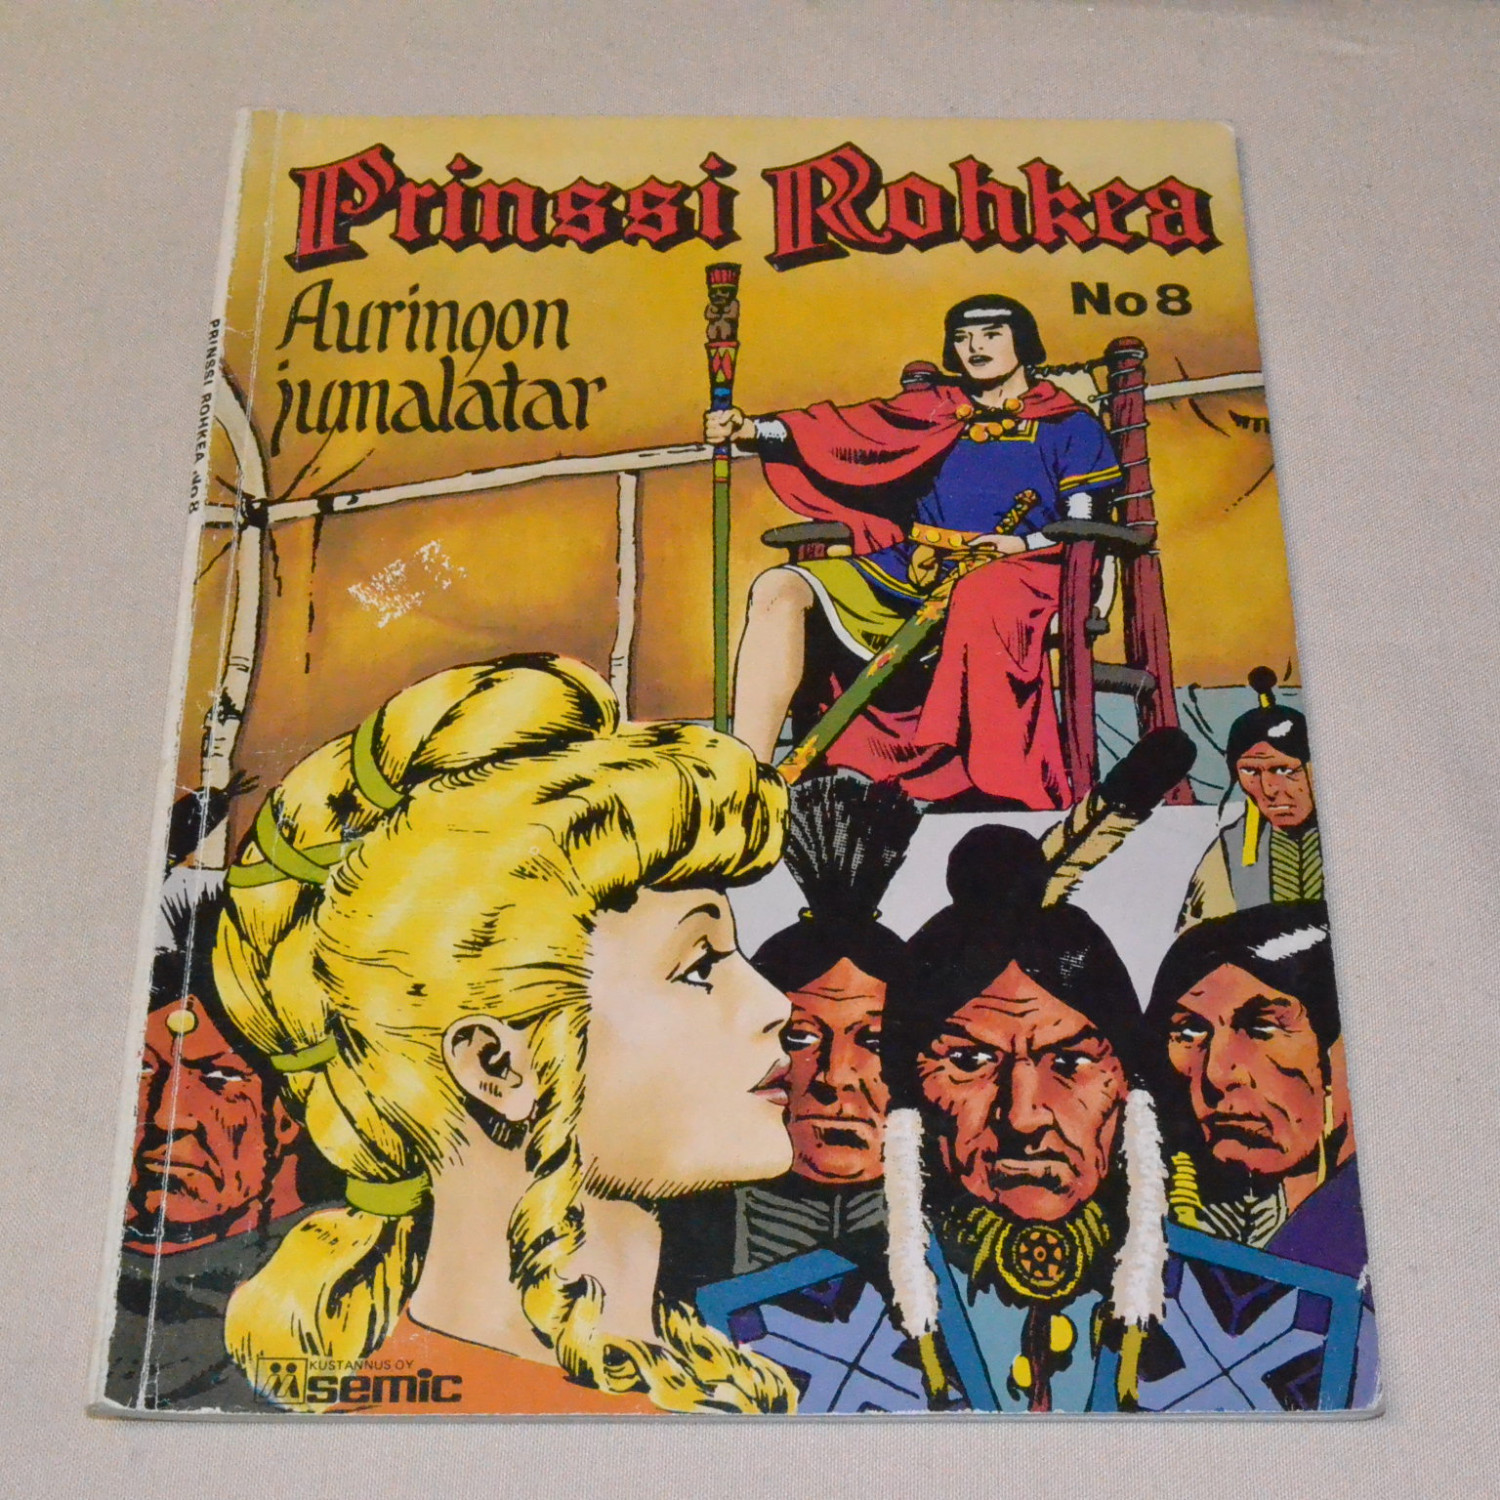 Prinssi Rohkea
No 8
Auringon
jumalatar
PRINSSI ROHKEA No 8
KUSTANNUS OY
semic